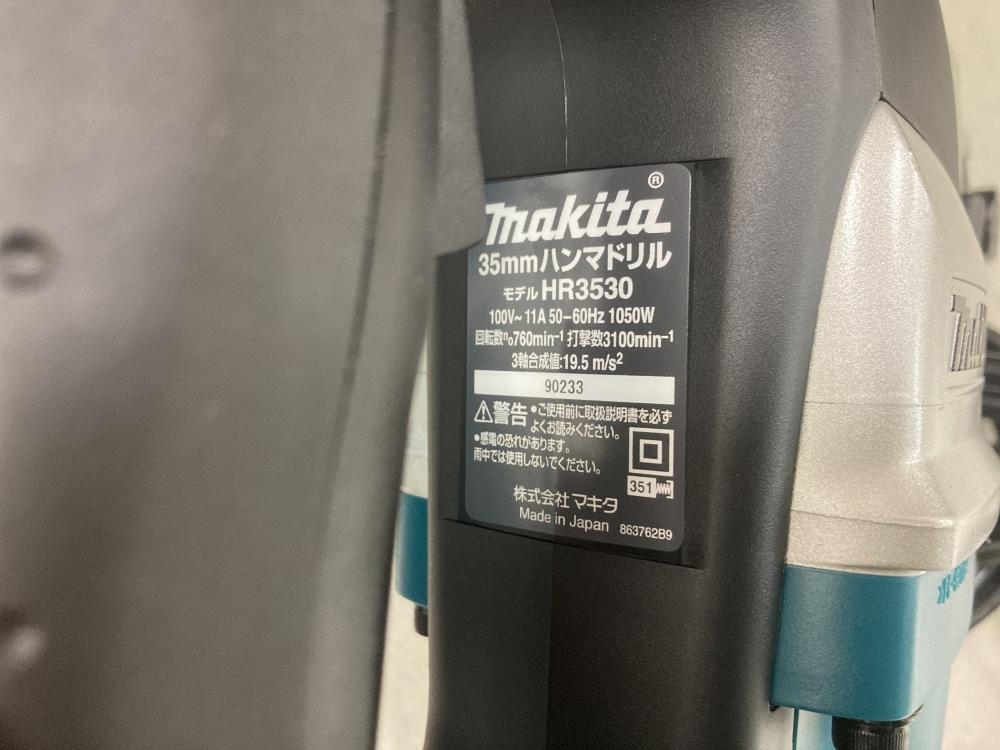 makita®
35mmハンマドリル
モデル HR3530
100V~ 11A 50-60Hz 1050W
回転数n₀760min⁻¹ 打撃数3100min⁻¹
3軸合成値:19.5 m/s²
90233
⚠警告 •ご使用前に取扱説明書を必ず
よくお読みください。
•感電の恐れがあります。
雨中では使用しないでください。
351
株式会社 マキタ
Made in Japan 863762B9